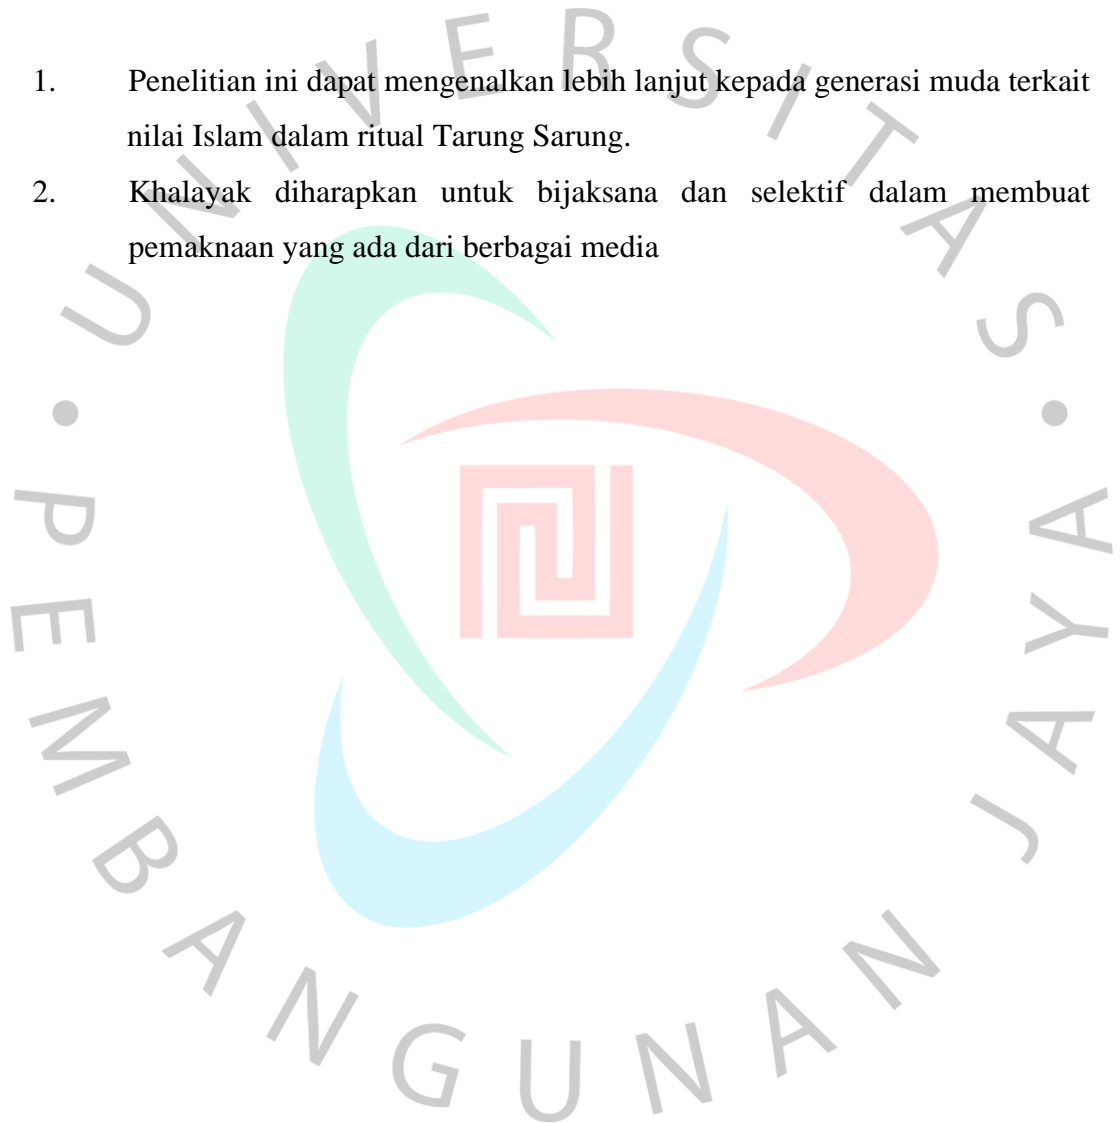 1. Penelitian ini dapat mengenalkan lebih lanjut kepada generasi muda terkait
nilai Islam dalam ritual Tarung Sarung.
2. Khalayak diharapkan untuk bijaksana dan selektif dalam membuat
pemaknaan yang ada dari berbagai media
UNIVERSITAS
• PEMBANGUNAN JAYA •